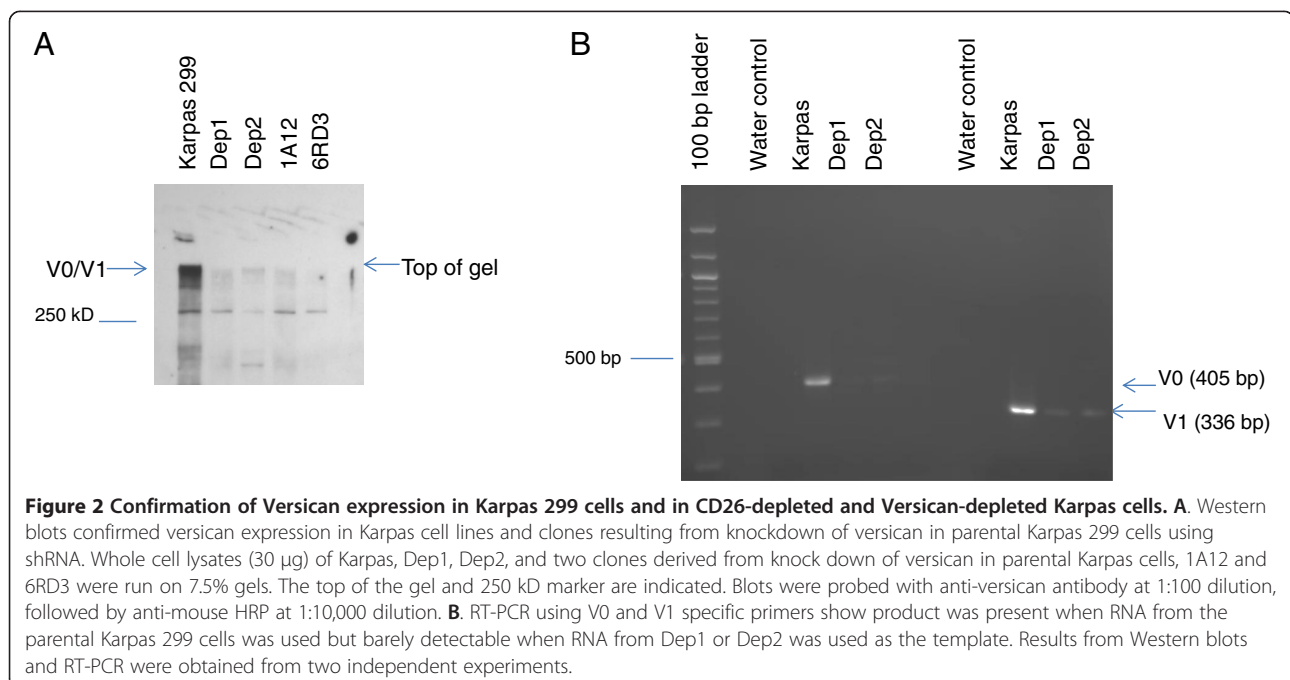 A
Karpas 299
Dep1
Dep2
1A12
6RD3
V0/V1
Top of gel
250 kD
B
100 bp ladder
Water control
Karpas
Dep1
Dep2
Water control
Karpas
Dep1
Dep2
500 bp
V0 (405 bp)
V1 (336 bp)
Figure 2 Confirmation of Versican expression in Karpas 299 cells and in CD26-depleted and Versican-depleted Karpas cells. A. Western
blots confirmed versican expression in Karpas cell lines and clones resulting from knockdown of versican in parental Karpas 299 cells using
shRNA. Whole cell lysates (30 μg) of Karpas, Dep1, Dep2, and two clones derived from knock down of versican in parental Karpas cells, 1A12 and
6RD3 were run on 7.5% gels. The top of the gel and 250 kD marker are indicated. Blots were probed with anti-versican antibody at 1:100 dilution,
followed by anti-mouse HRP at 1:10,000 dilution. B. RT-PCR using V0 and V1 specific primers show product was present when RNA from the
parental Karpas 299 cells was used but barely detectable when RNA from Dep1 or Dep2 was used as the template. Results from Western blots
and RT-PCR were obtained from two independent experiments.